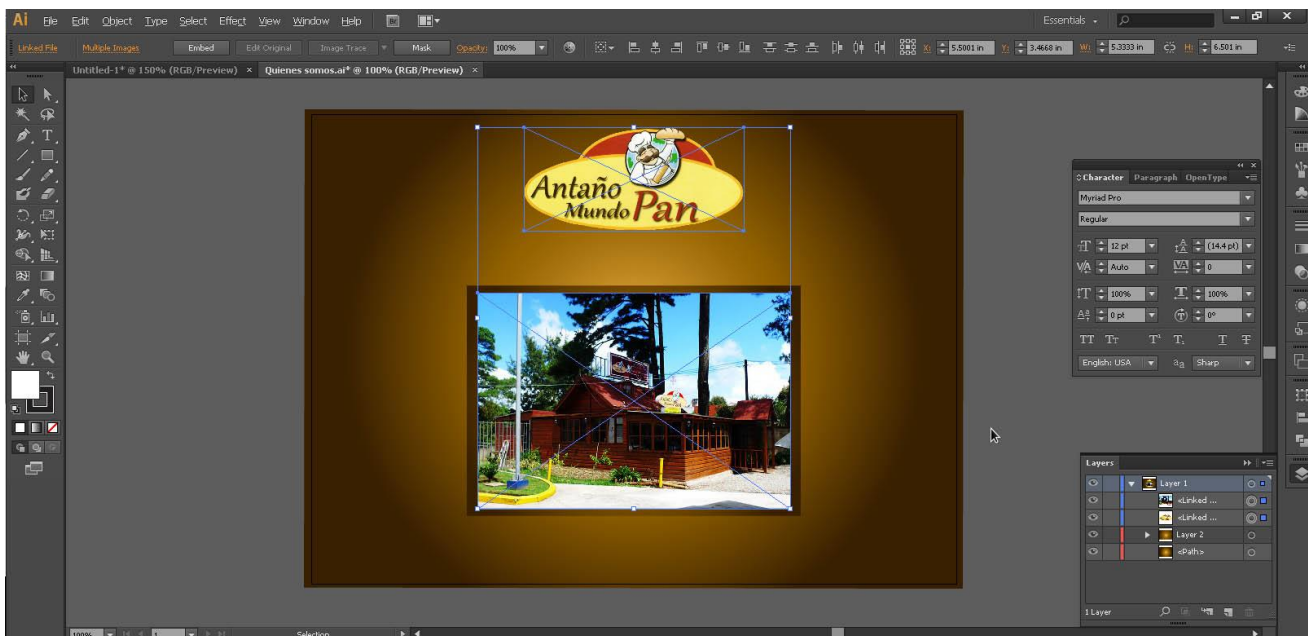 Ai File Edit Object Type Select Effect View Window Help Essentials
Linked File Multiple Images Embed Edit Original Image Trace Mask Opacity: 100% X: 5.5001 in Y: 3.4668 in W: 5.3333 in H: 6.501 in
Untitled-1* @ 150% (RGB/Preview) × Quienes somos.ai* @ 100% (RGB/Preview) ×
Antaño
Mundo Pan
Character Paragraph OpenType
Myriad Pro
Regular
12 pt (14.4 pt)
Auto 0
100% 100%
0 pt 0°
English: USA Sharp
Layers
Layer 1
<Linked ...
<Linked ...
Layer 2
<Path>
1 Layer
100% 1 Selection